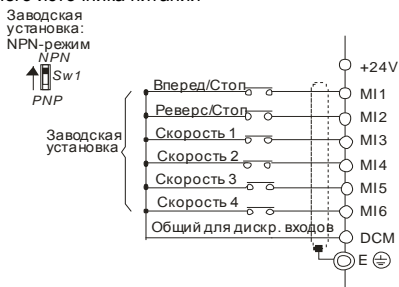 Заводская
установка:
NPN-режим
NPN
Sw1
PNP
+24V
Вперед/Стоп
MI1
Реверс/Стоп
MI2
Скорость 1
MI3
Заводская
установка
Скорость 2
MI4
Скорость 3
MI5
Скорость 4
MI6
Общий для дискр. входов
DCM
E